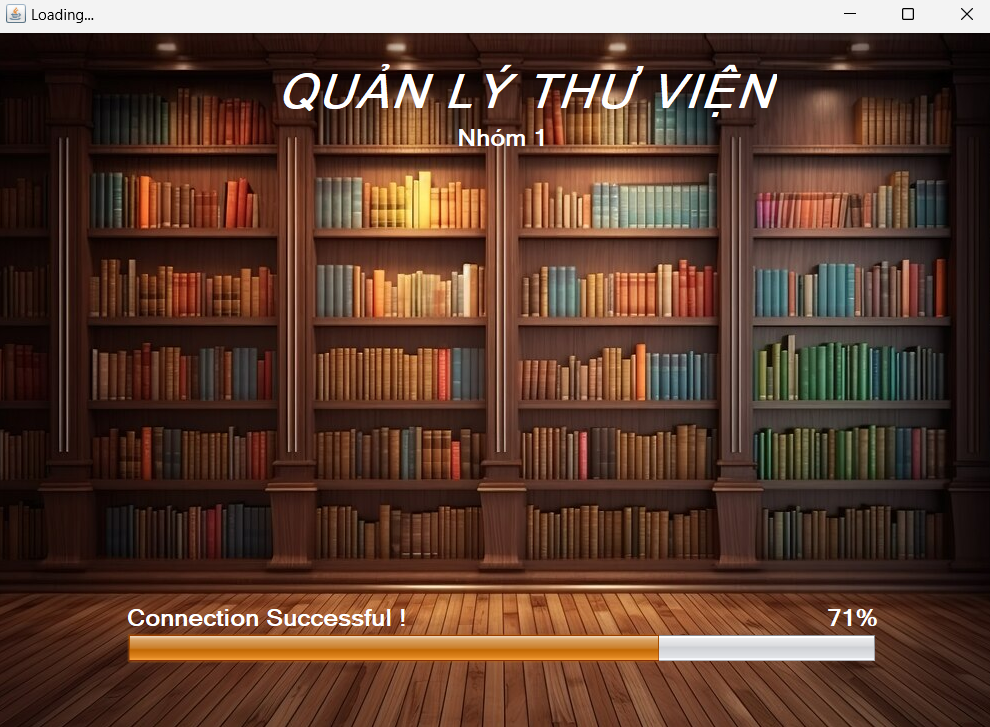 Loading...
QUẢN LÝ THƯ VIỆN
Nhóm 1
Connection Successful !
71%